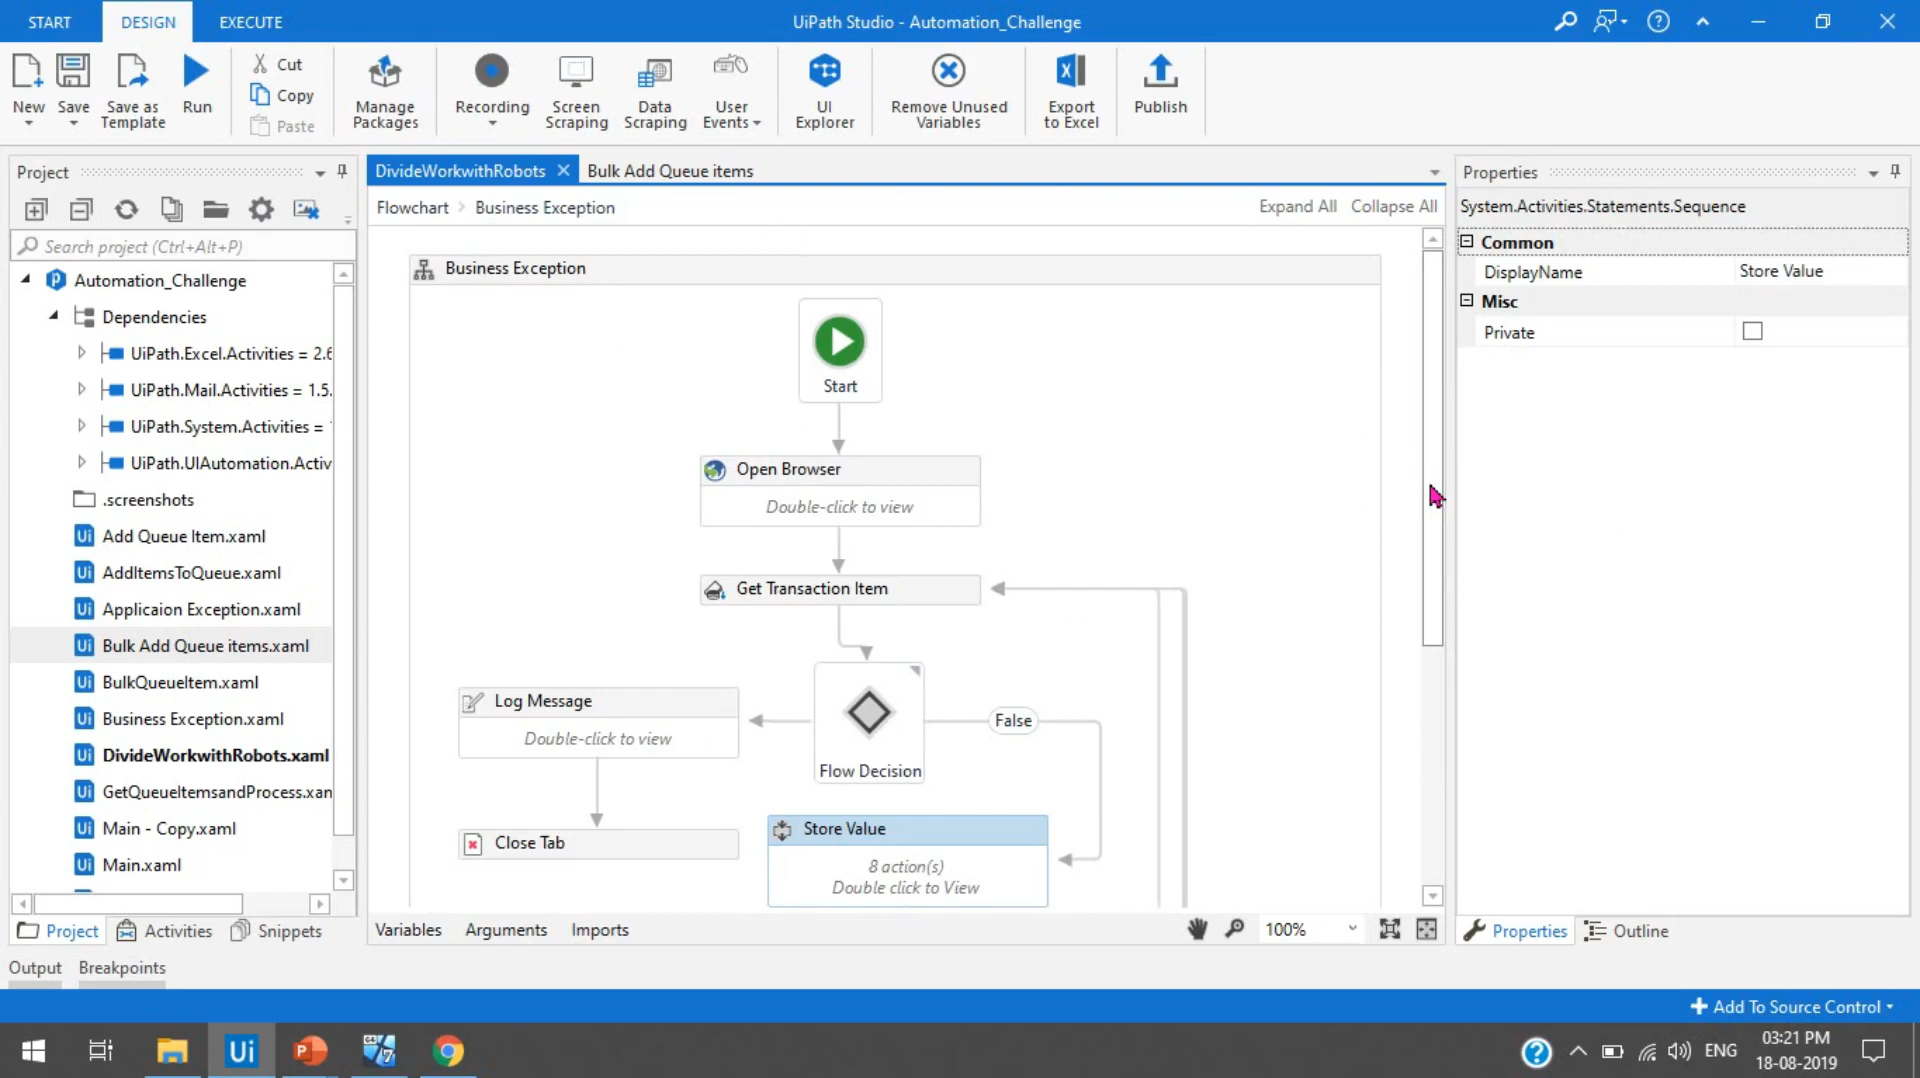 START
DESIGN
EXECUTE
UiPath Studio - Automation_Challenge
New
Save
Save as
Template
Run
Cut
Copy
Paste
Manage
Packages
Recording
Screen
Scraping
Data
Scraping
User
Events
UI
Explorer
Remove Unused
Variables
Export
to Excel
Publish
Project
DivideWorkwithRobots
Bulk Add Queue items
Properties
Flowchart
Business Exception
Expand All
Collapse All
System.Activities.Statements.Sequence
Search project (Ctrl+Alt+P)
Common
DisplayName
Store Value
Misc
Private
Automation_Challenge
Dependencies
UiPath.Excel.Activities = 2.6
UiPath.Mail.Activities = 1.5.
UiPath.System.Activities =
UiPath.UIAutomation.Activ
.screenshots
Add Queue Item.xaml
AddItemsToQueue.xaml
Applicaion Exception.xaml
Bulk Add Queue items.xaml
BulkQueueItem.xaml
Business Exception.xaml
DivideWorkwithRobots.xaml
GetQueueItemsandProcess.xan
Main - Copy.xaml
Main.xaml
Business Exception
Start
Open Browser
Double-click to view
Get Transaction Item
Log Message
Double-click to view
False
Flow Decision
Close Tab
Store Value
8 action(s)
Double click to View
Project
Activities
Snippets
Variables
Arguments
Imports
100%
Properties
Outline
Output
Breakpoints
Add To Source Control
Ui
P
64
7
ENG
03:21 PM
18-08-2019